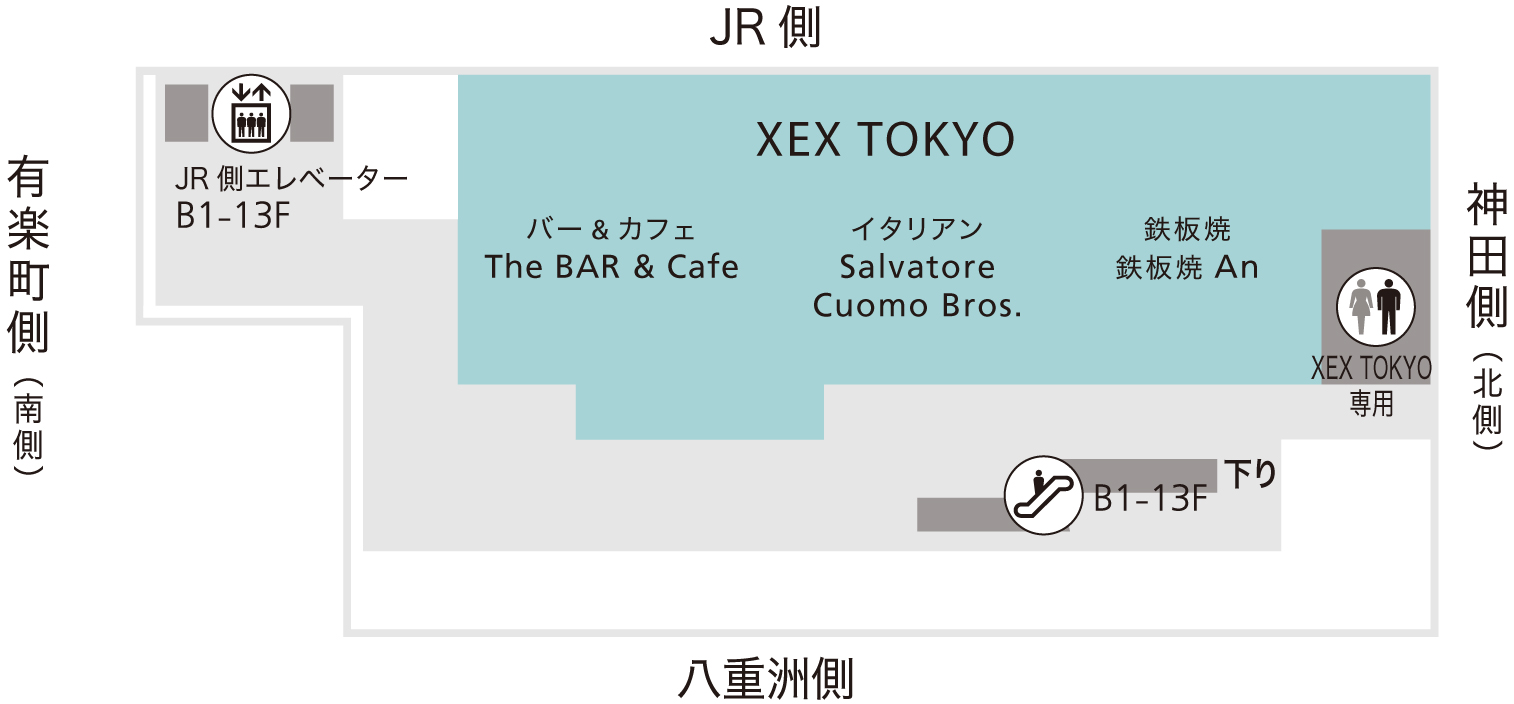 JR 側
有楽町側（南側）
JR 側エレベーター
B1-13F
XEX TOKYO
バー & カフェ
The BAR & Cafe
イタリアン
Salvatore
Cuomo Bros.
鉄板焼
鉄板焼 An
XEX TOKYO
専用
神田側（北側）
下り
B1-13F
八重洲側